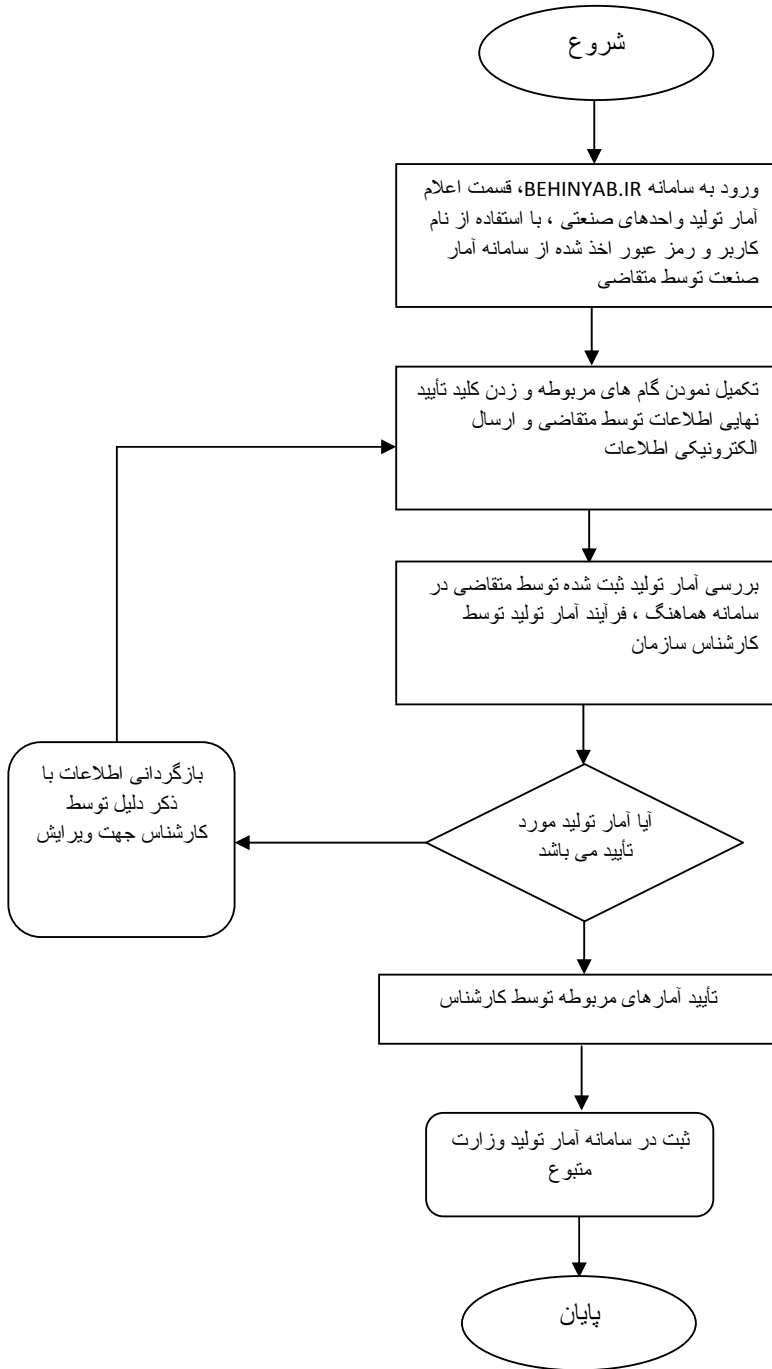 شروع
ورود به سامانه BEHINYAB.IR، قسمت اعلام
آمار تولید واحدهای صنعتی ، با استفاده از نام
کاربر و رمز عبور اخذ شده از سامانه آمار
صنعت توسط متقاضی
تکمیل نمودن گام های مربوطه و زدن کلید تأیید
نهایی اطلاعات توسط متقاضی و ارسال
الکترونیکی اطلاعات
بررسی آمار تولید ثبت شده توسط متقاضی در
سامانه هماهنگ ، فرآیند آمار تولید توسط
کارشناس سازمان
آیا آمار تولید مورد
تأیید می باشد
بازگردانی اطلاعات با
ذکر دلیل توسط
کارشناس جهت ویرایش
تأیید آمارهای مربوطه توسط کارشناس
ثبت در سامانه آمار تولید وزارت
متبوع
پایان